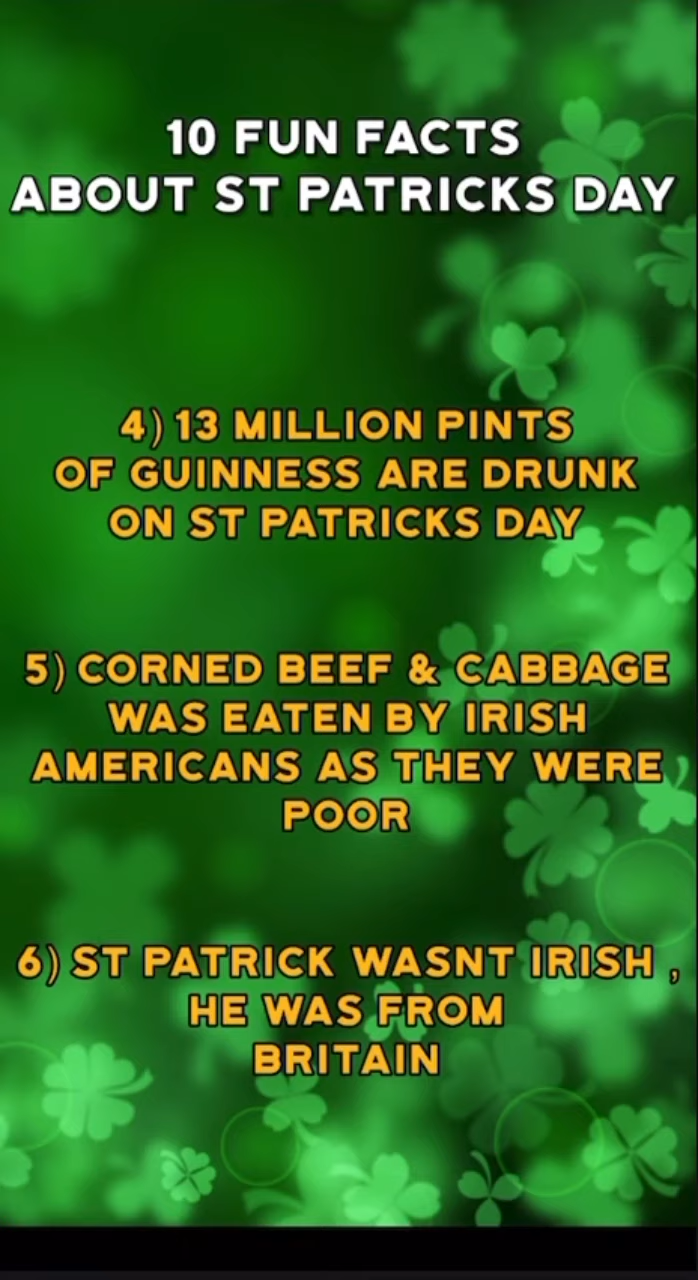 10 FUN FACTS
ABOUT ST PATRICKS DAY
4) 13 MILLION PINTS
OF GUINNESS ARE DRUNK
ON ST PATRICKS DAY
5) CORNED BEEF & CABBAGE
WAS EATEN BY IRISH
AMERICANS AS THEY WERE
POOR
6) ST PATRICK WASNT IRISH ,
HE WAS FROM
BRITAIN